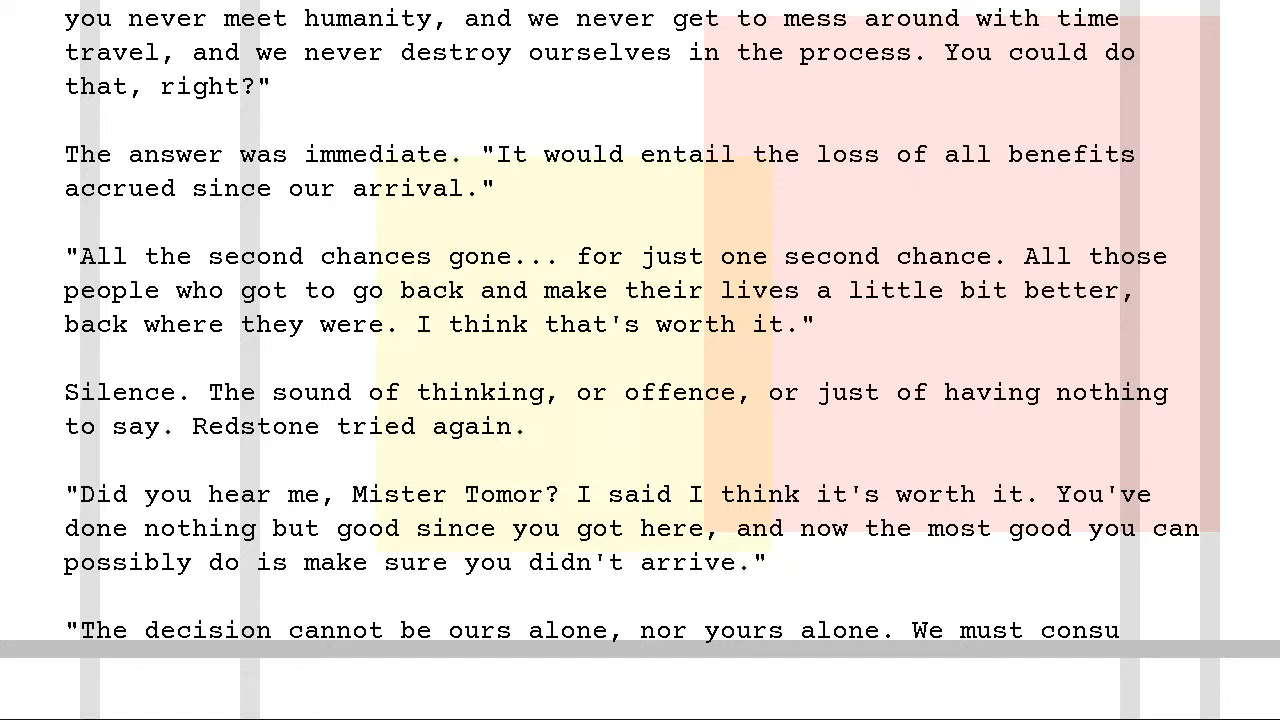 you never meet humanity, and we never get to mess around with time
travel, and we never destroy ourselves in the process. You could do
that, right?"
The answer was immediate. "It would entail the loss of all benefits
accrued since our arrival."
"All the second chances gone... for just one second chance. All those
people who got to go back and make their lives a little bit better,
back where they were. I think that's worth it."
Silence. The sound of thinking, or offence, or just of having nothing
to say. Redstone tried again.
"Did you hear me, Mister Tomor? I said I think it's worth it. You've
done nothing but good since you got here, and now the most good you can
possibly do is make sure you didn't arrive."
"The decision cannot be ours alone, nor yours alone. We must consu